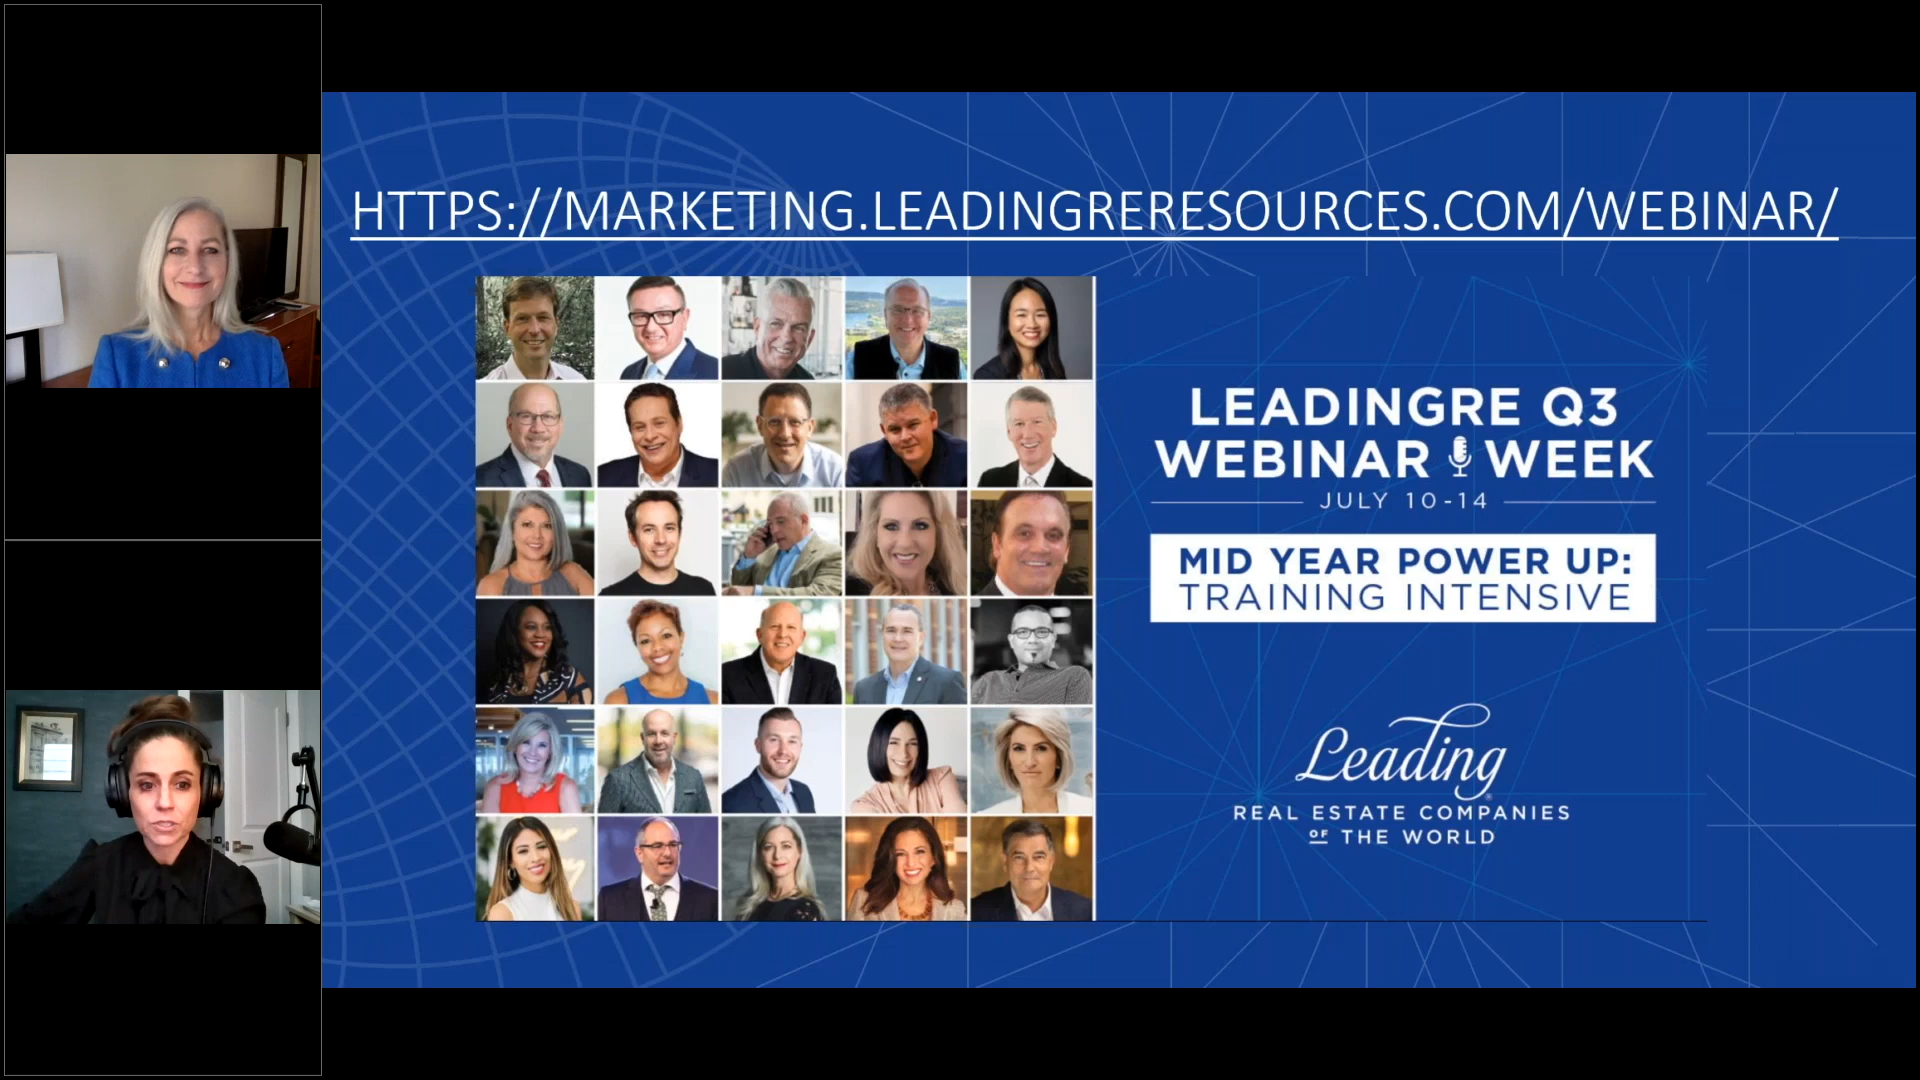 HTTPS://MARKETING.LEADINGRERESOURCES.COM/WEBINAR/
LEADINGRE Q3
WEBINAR WEEK
JULY 10-14
MID YEAR POWER UP:
TRAINING INTENSIVE
Leading
REAL ESTATE COMPANIES
OF THE WORLD